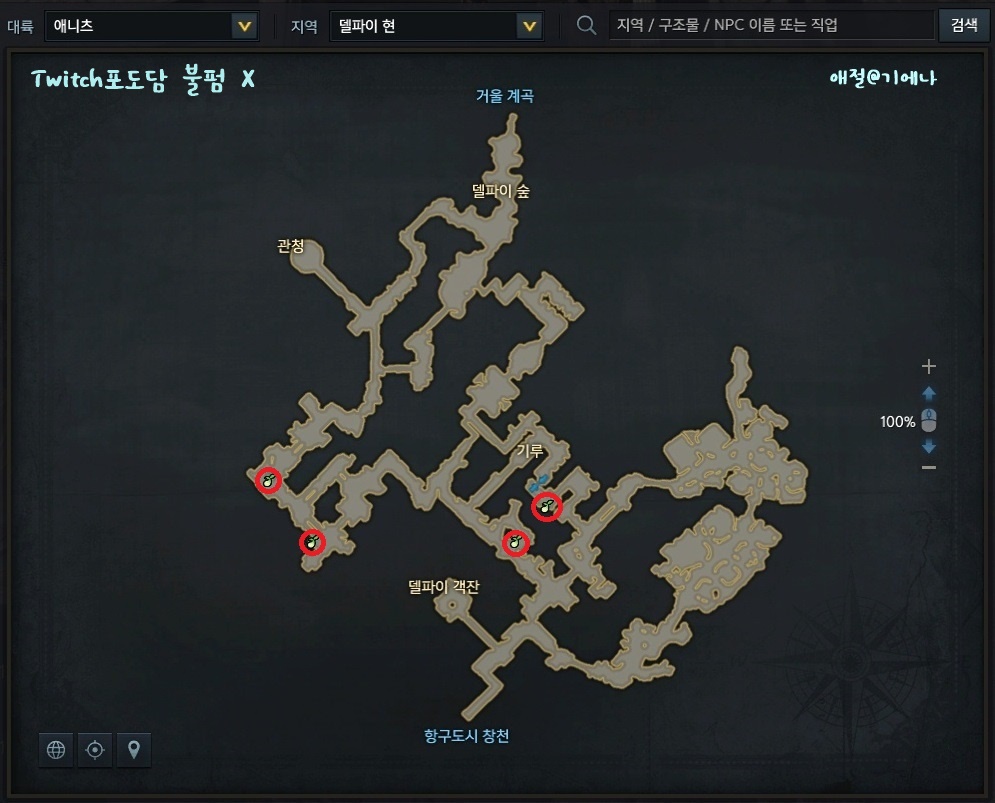 대륙 애니츠 지역 델파이 현 지역 / 구조물 / NPC 이름 또는 직업 검색
Twitch포도담 불펌 X 애절@기에나
거울 계곡
델파이 숲
관청
100%
기루
델파이 객잔
항구도시 창천